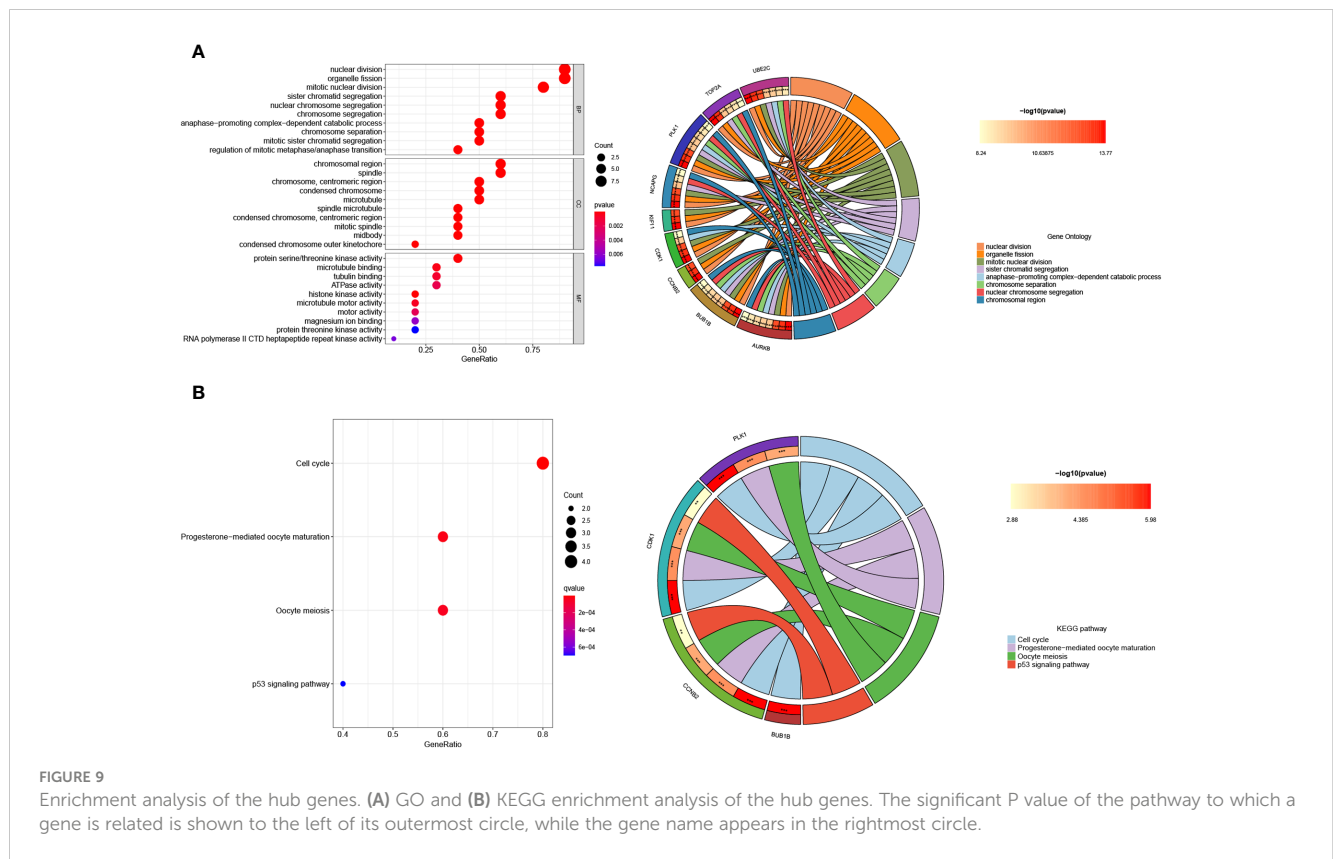 A
nuclear division
organelle fission
mitotic nuclear division
sister chromatid segregation
nuclear chromosome segregation
chromosome segregation
anaphase−promoting complex−dependent catabolic process
chromosome separation
mitotic sister chromatid segregation
regulation of mitotic metaphase/anaphase transition
BP
chromosomal region
spindle
chromosome, centromeric region
condensed chromosome
microtubule
spindle microtubule
condensed chromosome, centromeric region
mitotic spindle
midbody
condensed chromosome outer kinetochore
CC
protein serine/threonine kinase activity
microtubule binding
tubulin binding
ATPase activity
histone kinase activity
microtubule motor activity
motor activity
magnesium ion binding
protein threonine kinase activity
RNA polymerase II CTD heptapeptide repeat kinase activity
MF
0.25 0.50 0.75
GeneRatio
Count
2.5
5.0
7.5
pvalue
0.002
0.004
0.006
UBE2C
TOP2A
PLK1
NCAPG
KIF11
CDK1
CCNB2
BUB1B
AURKB
−log10(pvalue)
8.24 10.63875 13.77
Gene Ontology
nuclear division
organelle fission
mitotic nuclear division
sister chromatid segregation
anaphase−promoting complex−dependent catabolic process
chromosome separation
nuclear chromosome segregation
chromosomal region
B
Cell cycle
Progesterone−mediated oocyte maturation
Oocyte meiosis
p53 signaling pathway
0.4 0.5 0.6 0.7 0.8
GeneRatio
Count
2.0
2.5
3.0
3.5
4.0
qvalue
2e−04
4e−04
6e−04
PLK1
CDK1
CCNB2
BUB1B
−log10(pvalue)
2.88 4.385 5.98
KEGG pathway
Cell cycle
Progesterone−mediated oocyte maturation
Oocyte meiosis
p53 signaling pathway
FIGURE 9
Enrichment analysis of the hub genes. (A) GO and (B) KEGG enrichment analysis of the hub genes. The significant P value of the pathway to which a
gene is related is shown to the left of its outermost circle, while the gene name appears in the rightmost circle.